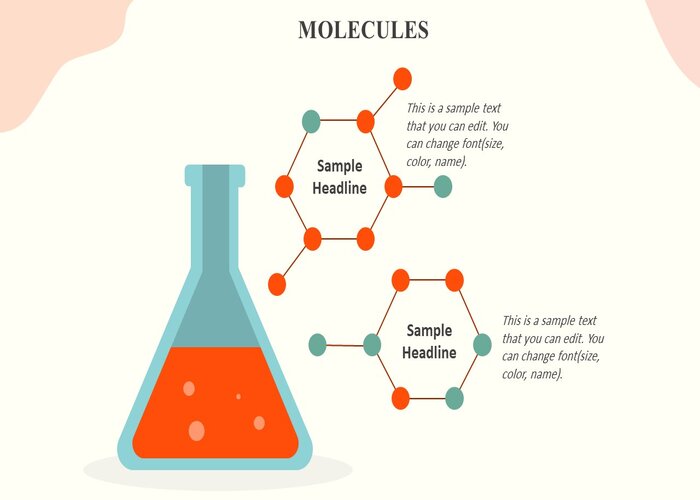 MOLECULES
This is a sample text
that you can edit. You
can change font(size,
color, name).
Sample
Headline
Sample
Headline
This is a sample text
that you can edit. You
can change font(size,
color, name).